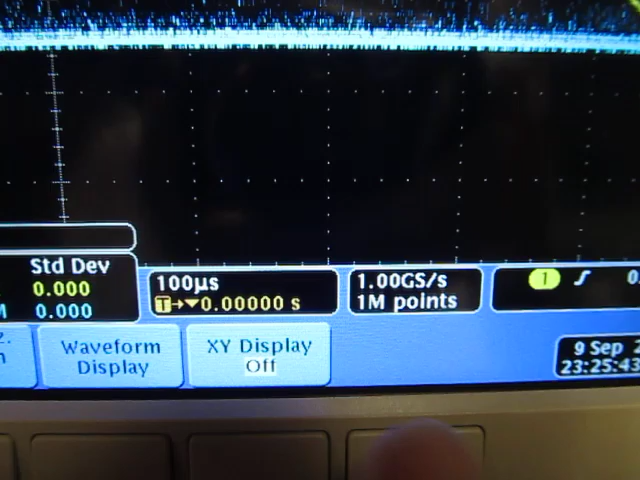 Std Dev
0.000
M 0.000
100µs
T→▼0.00000 s
1.00GS/s
1M points
1
Waveform
Display
XY Display
Off
9 Sep
23:25:43